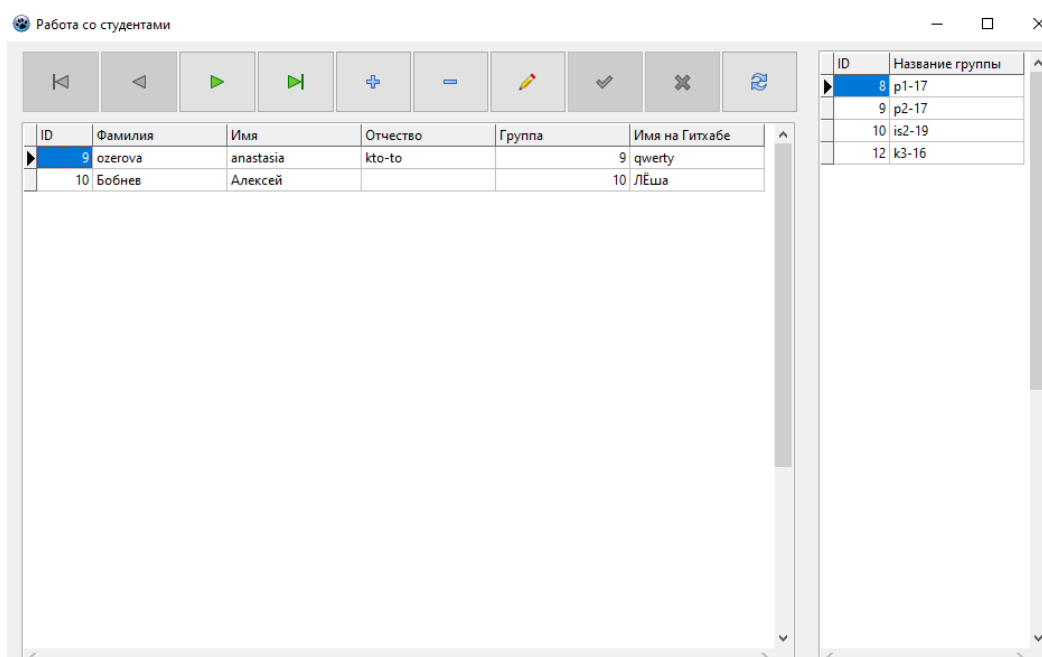 Работа со студентами
ID Фамилия Имя Отчество Группа Имя на Гитхабе
9 ozerova anastasia kto-to 9 qwerty
10 Бобнев Алексей 10 ЛЁша
ID Название группы
8 p1-17
9 p2-17
10 is2-19
12 k3-16